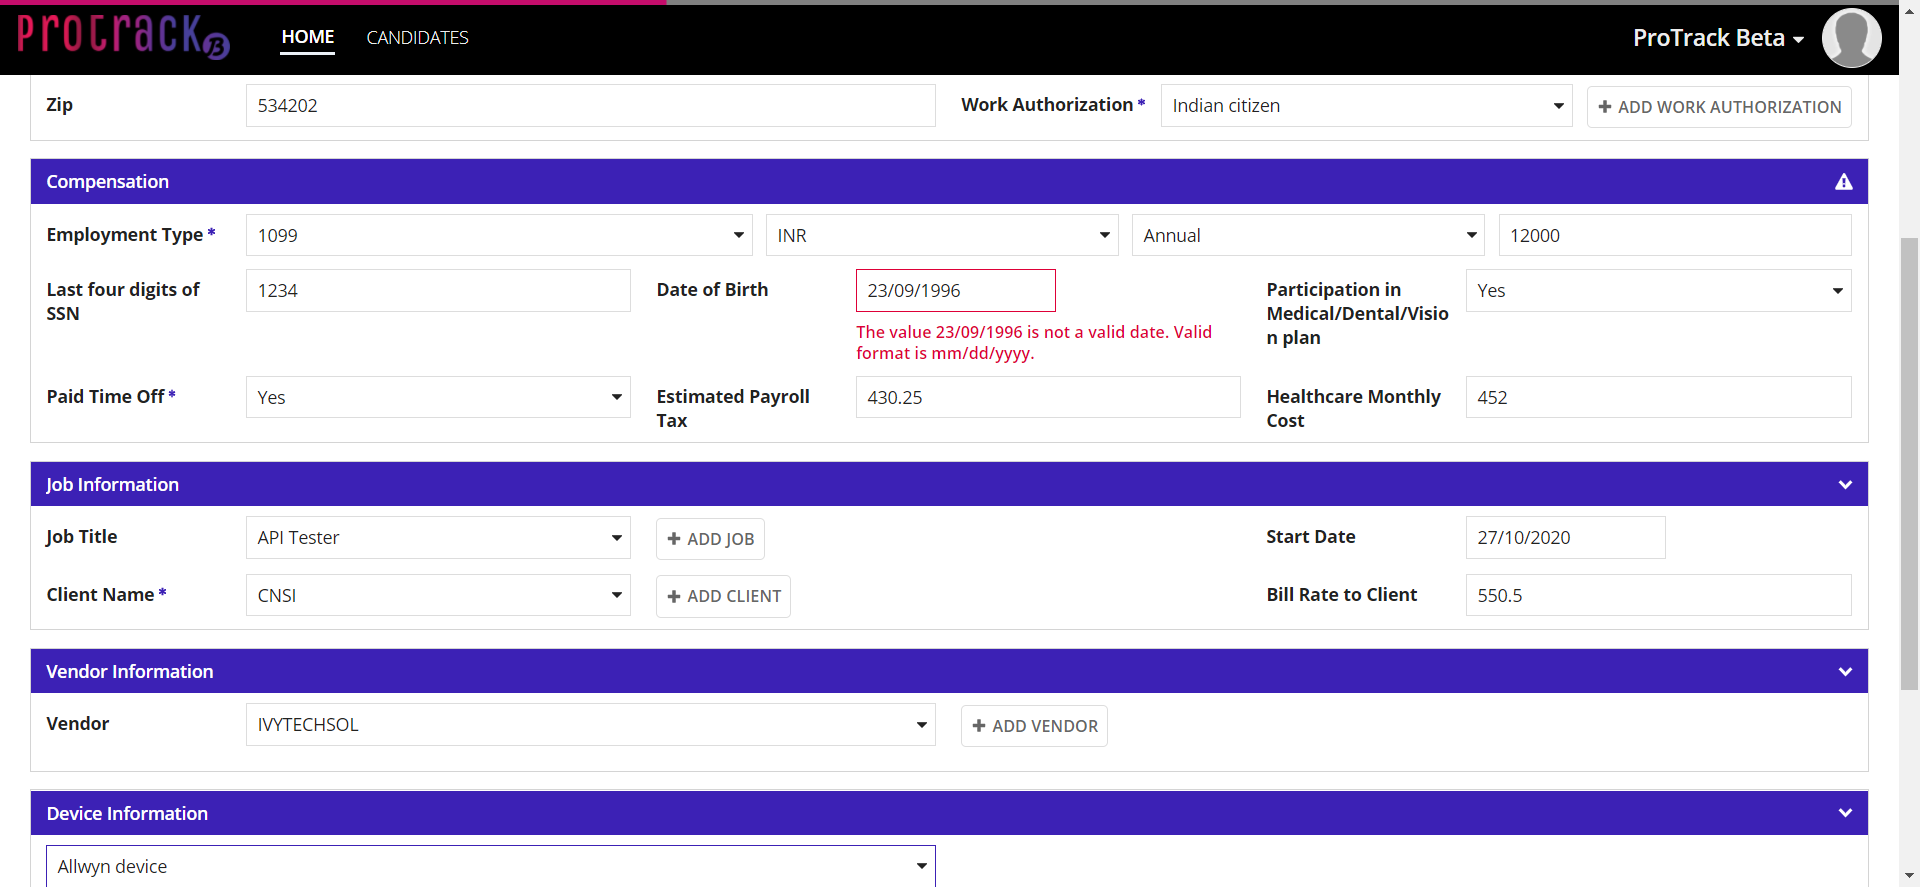 ProTrack B
HOME
CANDIDATES
ProTrack Beta
Zip
534202
Work Authorization *
Indian citizen
ADD WORK AUTHORIZATION
Compensation
Employment Type *
1099
INR
Annual
12000
Last four digits of
SSN
1234
Date of Birth
23/09/1996
The value 23/09/1996 is not a valid date. Valid
format is mm/dd/yyyy.
Participation in
Medical/Dental/Visio
n plan
Yes
Paid Time Off *
Yes
Estimated Payroll
Tax
430.25
Healthcare Monthly
Cost
452
Job Information
Job Title
API Tester
ADD JOB
Start Date
27/10/2020
Client Name *
CNSI
ADD CLIENT
Bill Rate to Client
550.5
Vendor Information
Vendor
IVYTECHSOL
ADD VENDOR
Device Information
Allwyn device